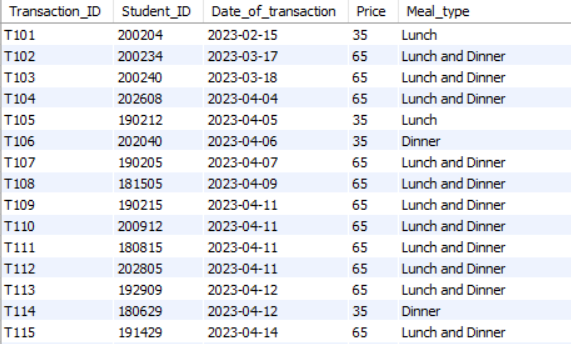 Transaction_ID Student_ID Date_of_transaction Price Meal_type
T101 200204 2023-02-15 35 Lunch
T102 200234 2023-03-17 65 Lunch and Dinner
T103 200240 2023-03-18 65 Lunch and Dinner
T104 202608 2023-04-04 65 Lunch and Dinner
T105 190212 2023-04-05 35 Lunch
T106 202040 2023-04-06 35 Dinner
T107 190205 2023-04-07 65 Lunch and Dinner
T108 181505 2023-04-09 65 Lunch and Dinner
T109 190215 2023-04-11 65 Lunch and Dinner
T110 200912 2023-04-11 65 Lunch and Dinner
T111 180815 2023-04-11 65 Lunch and Dinner
T112 202805 2023-04-11 65 Lunch and Dinner
T113 192909 2023-04-12 65 Lunch and Dinner
T114 180629 2023-04-12 35 Dinner
T115 191429 2023-04-14 65 Lunch and Dinner